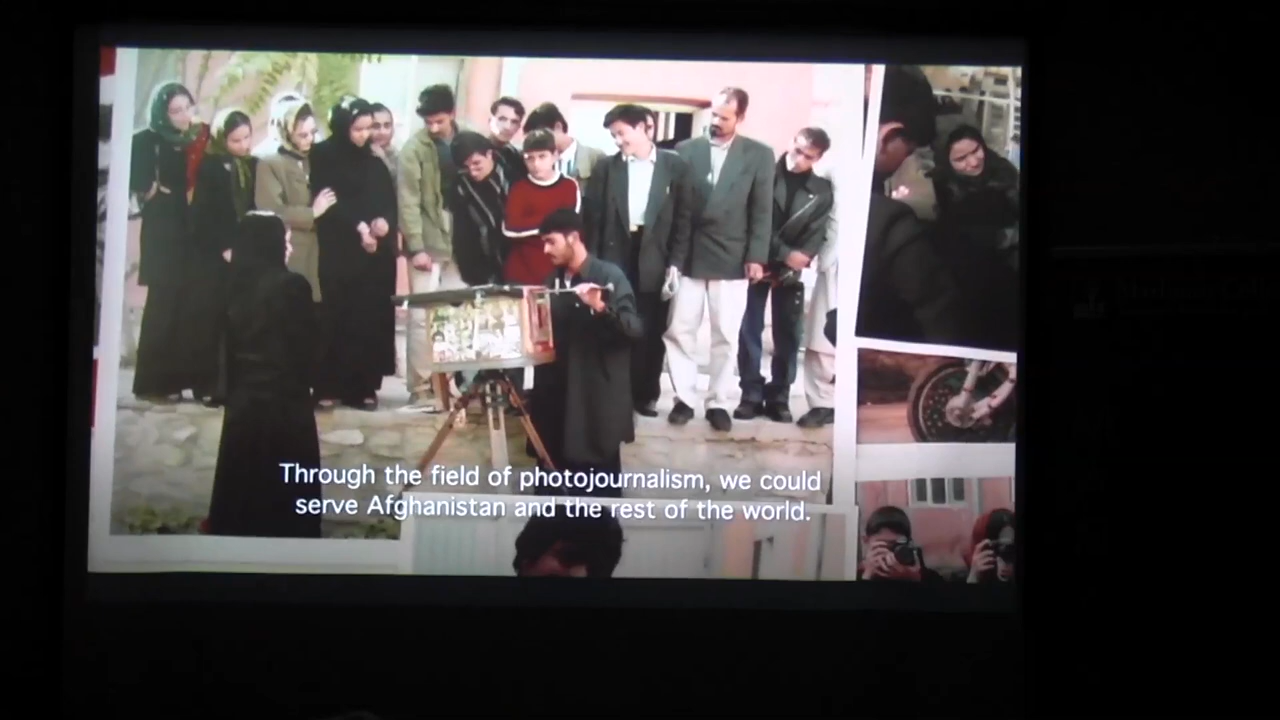 Through the field of photojournalism, we could
serve Afghanistan and the rest of the world.